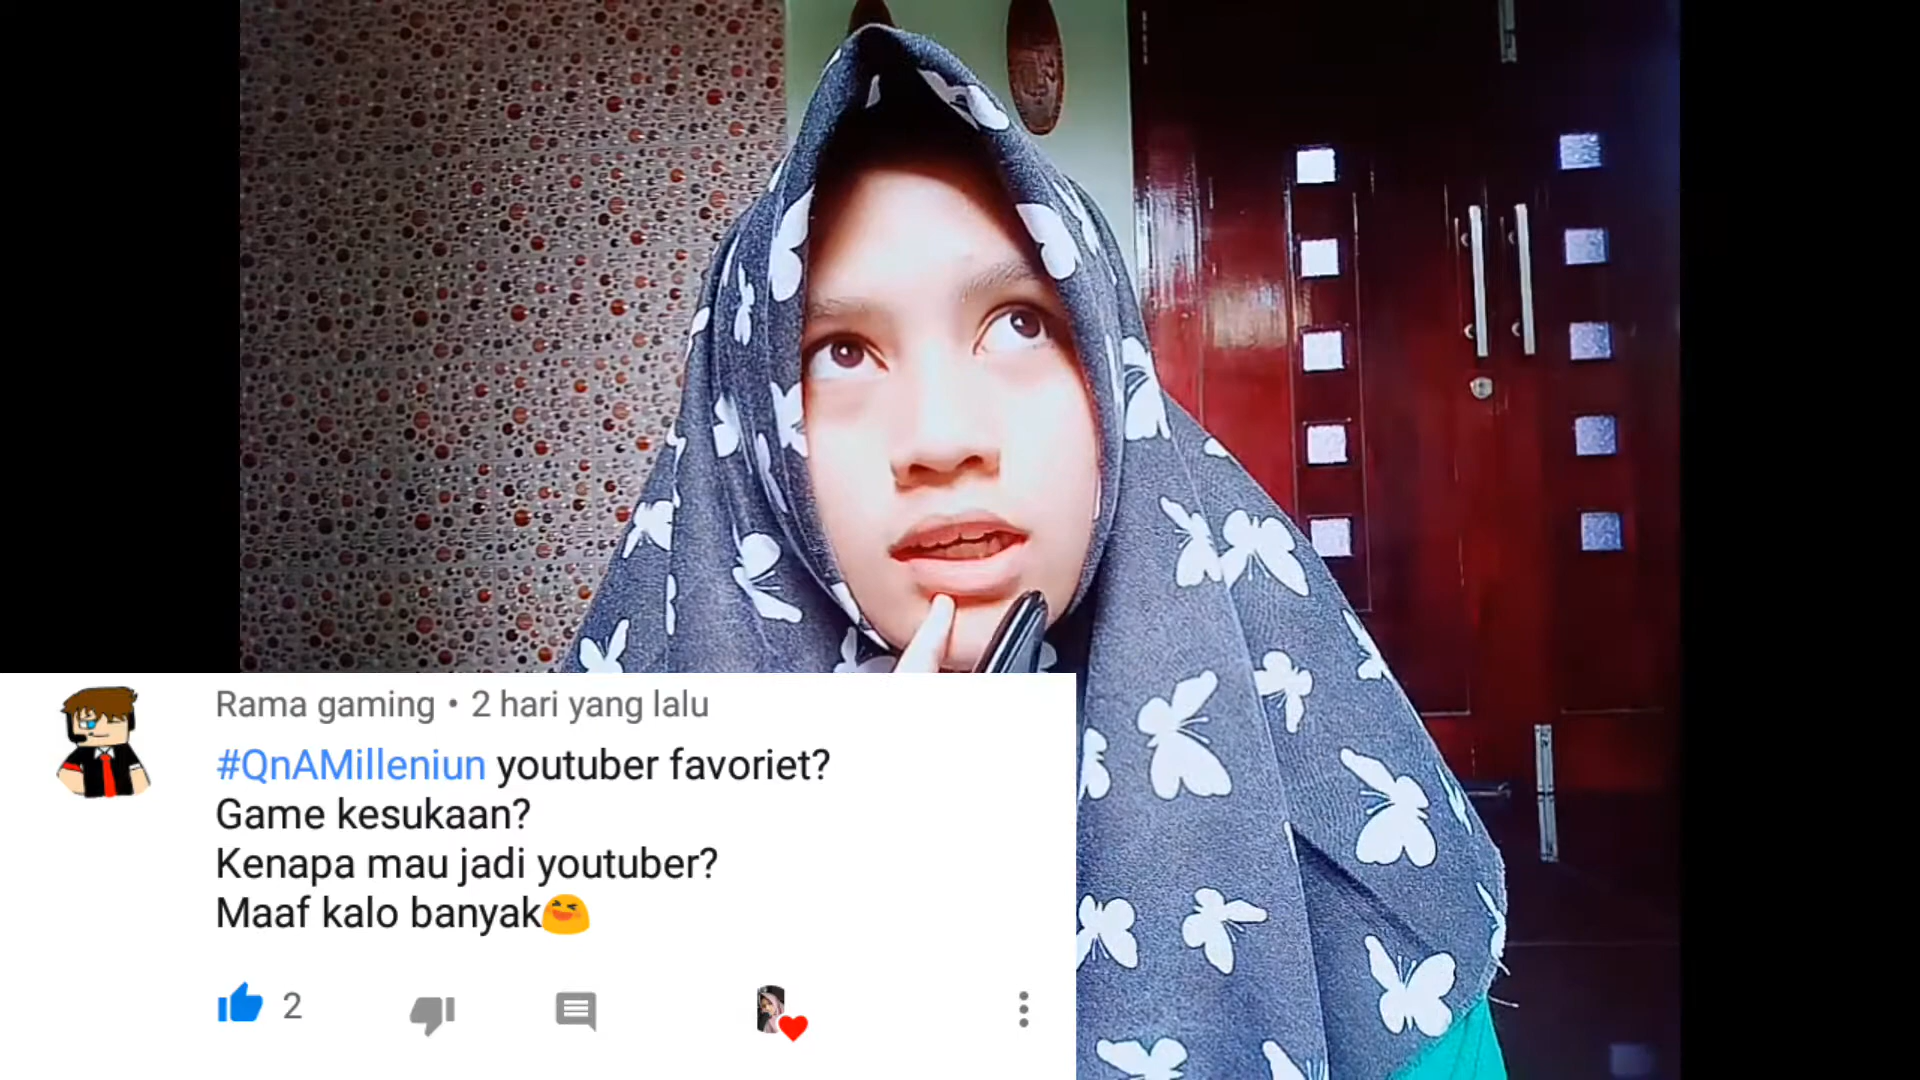 Rama gaming • 2 hari yang lalu
#QnAMilleniun youtuber favoriet?
Game kesukaan?
Kenapa mau jadi youtuber?
Maaf kalo banyak😆
2